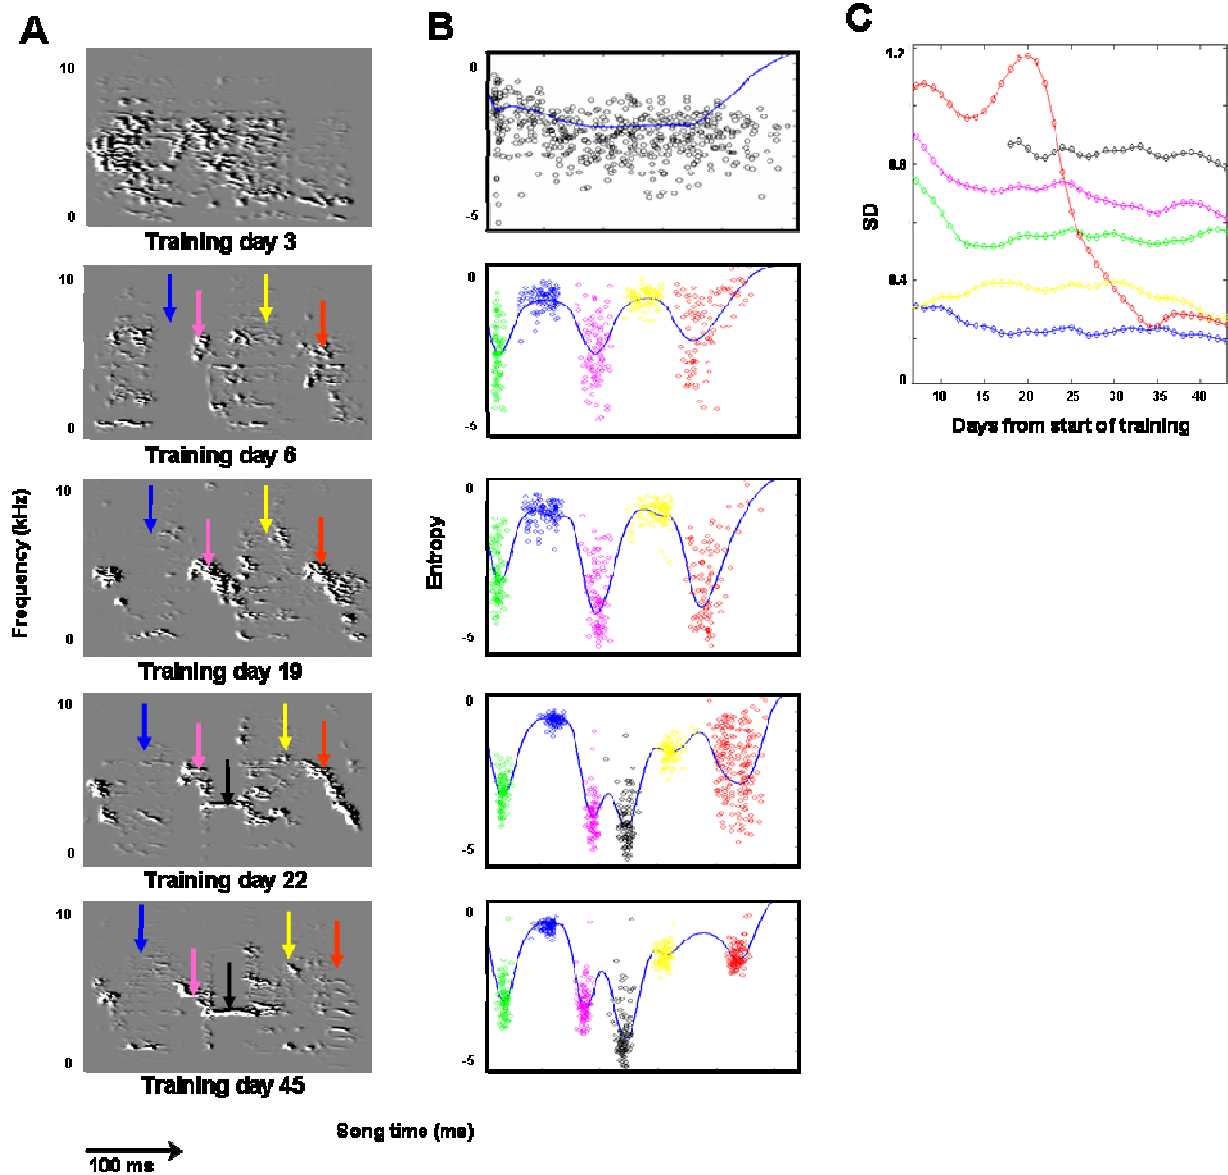 A
B
C
10
0
Training day 3
10
0
Training day 6
10
0
Training day 19
10
0
Training day 22
10
0
Training day 45
Frequency (kHz)
0
-5
0
-5
0
-5
0
-5
0
-5
Entropy
Song time (ms)
100 ms
1.2
0.8
0.4
0
SD
10 15 20 25 30 35 40
Days from start of training